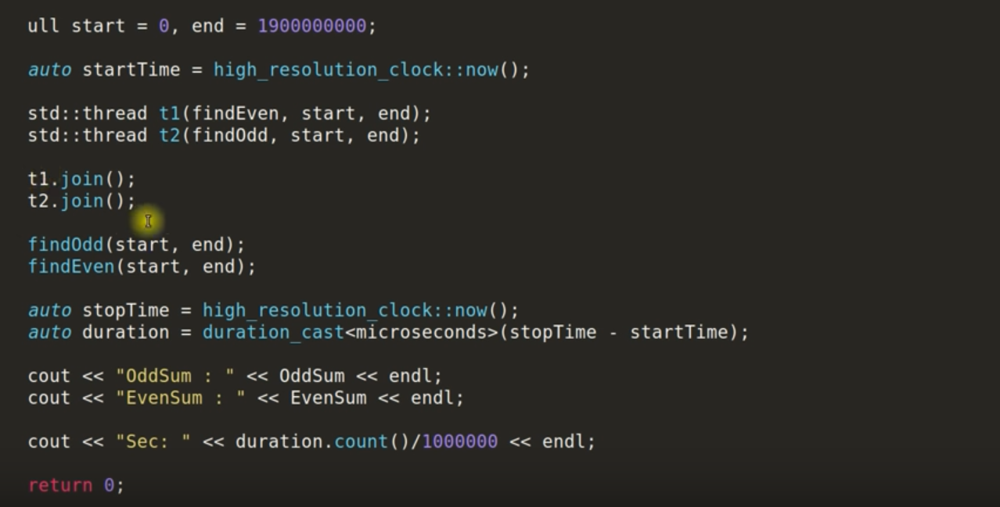 ull start = 0, end = 1900000000;
auto startTime = high_resolution_clock::now();
std::thread t1(findEven, start, end);
std::thread t2(findOdd, start, end);
t1.join();
t2.join();
findOdd(start, end);
findEven(start, end);
auto stopTime = high_resolution_clock::now();
auto duration = duration_cast<microseconds>(stopTime - startTime);
cout << "OddSum : " << OddSum << endl;
cout << "EvenSum : " << EvenSum << endl;
cout << "Sec: " << duration.count()/1000000 << endl;
return 0;